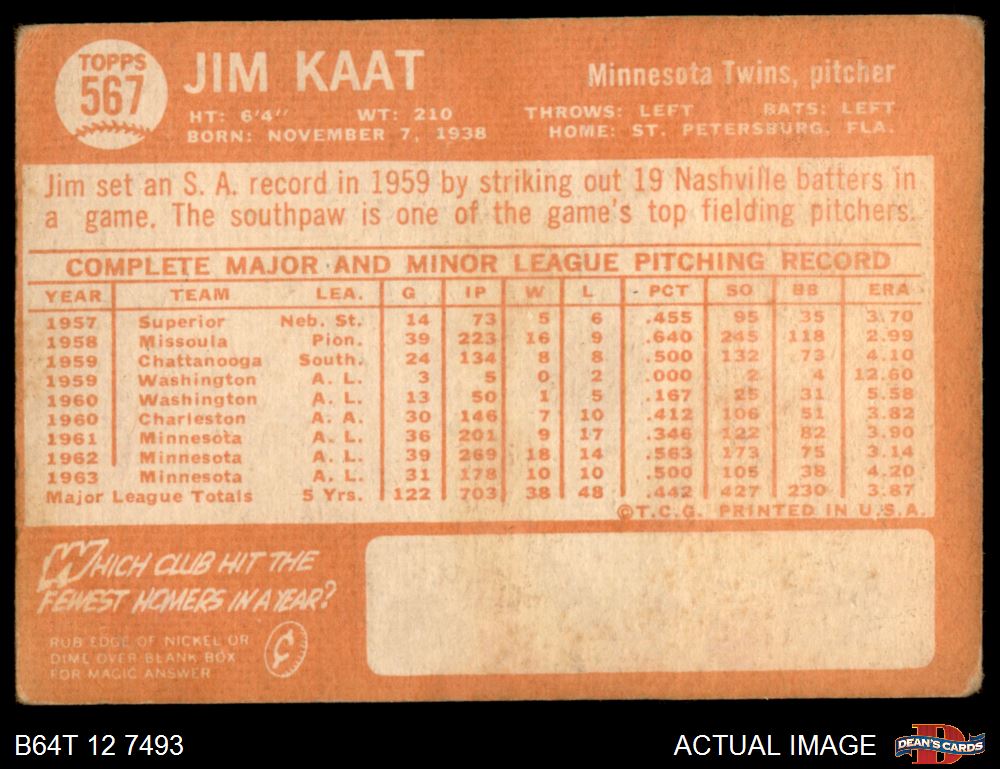 TOPPS
567
JIM KAAT
Minnesota Twins, pitcher
HT: 6'4" WT: 210 THROWS: LEFT BATS: LEFT
BORN: NOVEMBER 7, 1938 HOME: ST. PETERSBURG, FLA.
Jim set an S. A. record in 1959 by striking out 19 Nashville batters in
a game. The southpaw is one of the game's top fielding pitchers.
COMPLETE MAJOR AND MINOR LEAGUE PITCHING RECORD
YEAR TEAM LEA. G IP W L PCT SO BB ERA
1957 Superior Neb. St. 14 73 5 6 .455 95 35 3.70
1958 Missoula Pion. 39 223 16 9 .640 245 118 2.99
1959 Chattanooga South. 24 134 8 8 .500 132 73 4.10
1959 Washington A. L. 3 5 0 2 .000 2 4 12.60
1960 Washington A. L. 13 50 1 5 .167 25 31 5.58
1960 Charleston A. A. 30 146 7 10 .412 106 51 3.82
1961 Minnesota A. L. 36 201 9 17 .346 122 82 3.90
1962 Minnesota A. L. 39 269 18 14 .563 173 75 3.14
1963 Minnesota A. L. 31 178 10 10 .500 105 38 4.20
Major League Totals 5 Yrs. 122 703 38 48 .442 427 230 3.87
©T.C.G. PRINTED IN U.S.A.
WHICH CLUB HIT THE
FEWEST HOMERS IN A YEAR?
RUB EDGE OF NICKEL OR
DIME OVER BLANK BOX
FOR MAGIC ANSWER
B64T 12 7493
ACTUAL IMAGE
DEAN'S CARDS